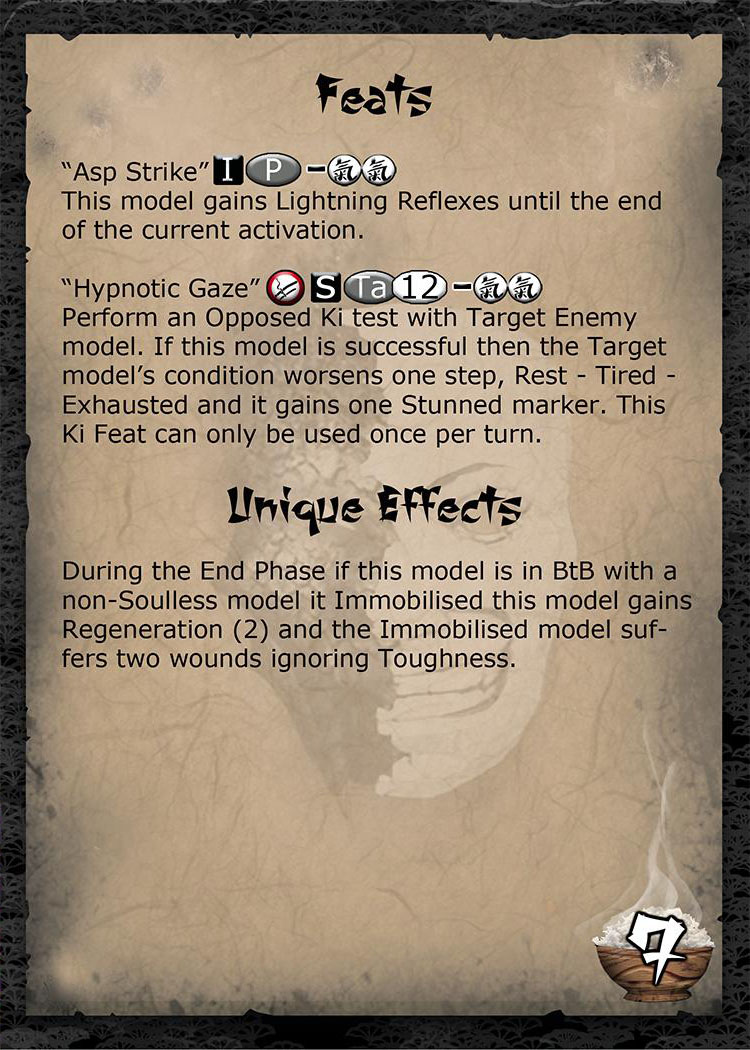 Feats
“Asp Strike” I P - 氣 氣
This model gains Lightning Reflexes until the end
of the current activation.
“Hypnotic Gaze” S Ta 12 - 氣 氣
Perform an Opposed Ki test with Target Enemy
model. If this model is successful then the Target
model’s condition worsens one step, Rest - Tired -
Exhausted and it gains one Stunned marker. This
Ki Feat can only be used once per turn.
Unique Effects
During the End Phase if this model is in BtB with a
non-Soulless model it Immobilised this model gains
Regeneration (2) and the Immobilised model suf-
fers two wounds ignoring Toughness.
7